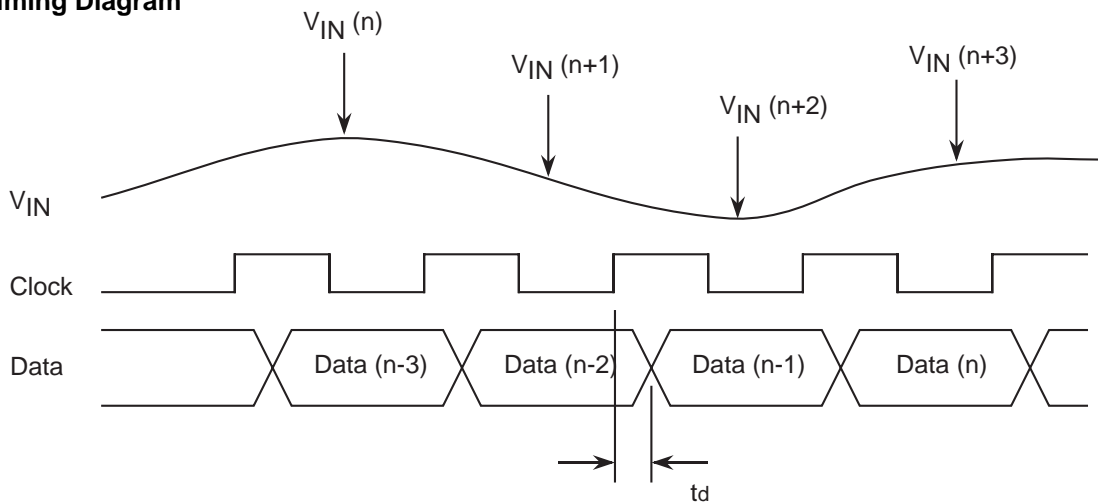 ming Diagram
VIN (n)
VIN (n+1)
VIN (n+2)
VIN (n+3)
VIN
Clock
Data
Data (n-3)
Data (n-2)
Data (n-1)
Data (n)
td